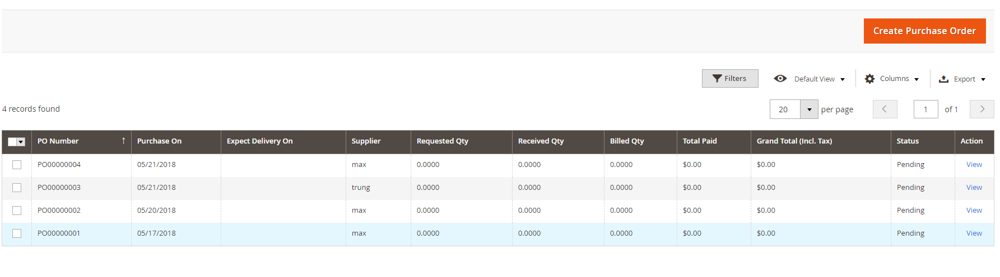 Create Purchase Order
Filters Default View Columns Export
4 records found 20 per page 1 of 1
PO Number ↑ Purchase On Expect Delivery On Supplier Requested Qty Received Qty Billed Qty Total Paid Grand Total (Incl. Tax) Status Action
PO00000004 05/21/2018 max 0.0000 0.0000 0.0000 $0.00 $0.00 Pending View
PO00000003 05/21/2018 trung 0.0000 0.0000 0.0000 $0.00 $0.00 Pending View
PO00000002 05/20/2018 max 0.0000 0.0000 0.0000 $0.00 $0.00 Pending View
PO00000001 05/17/2018 max 0.0000 0.0000 0.0000 $0.00 $0.00 Pending View